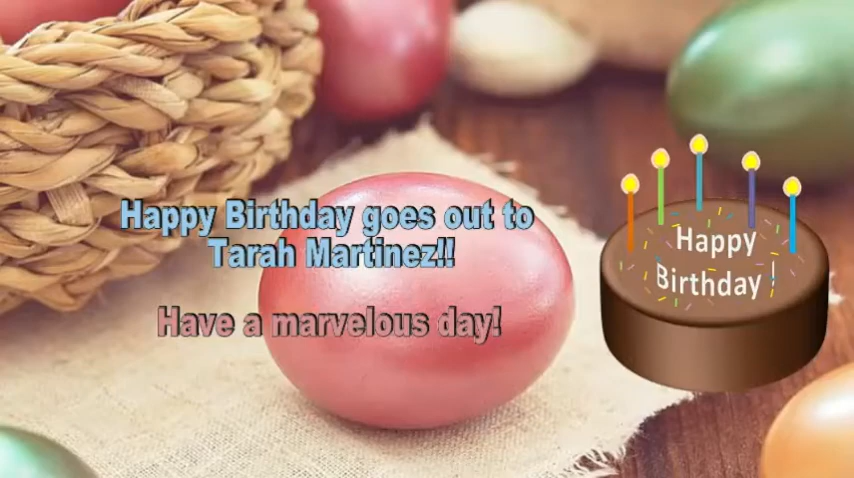 Happy Birthday goes out to
Tarah Martinez!!
Have a marvelous day!
Happy
Birthday !